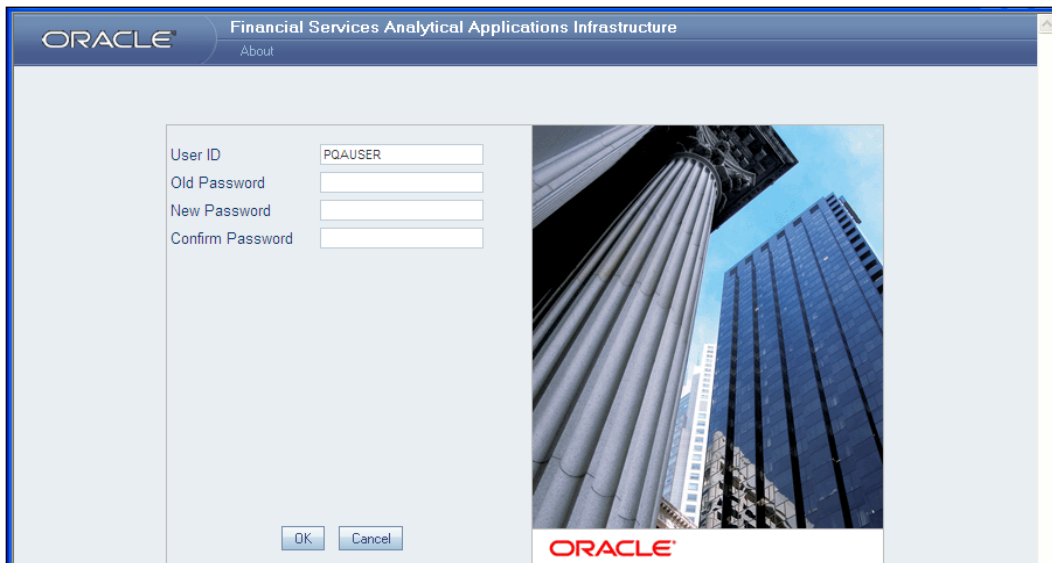 ORACLE
Financial Services Analytical Applications Infrastructure
About
User ID PQAUSER
Old Password
New Password
Confirm Password
OK Cancel
ORACLE